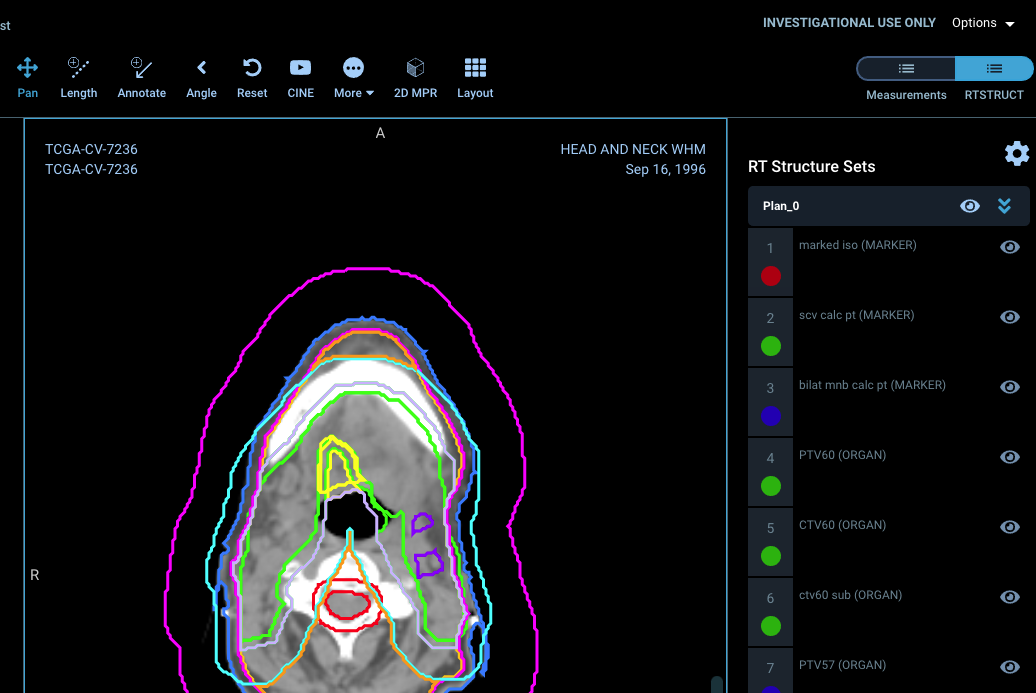 st
INVESTIGATIONAL USE ONLY Options
Pan Length Annotate Angle Reset CINE More 2D MPR Layout
Measurements RTSTRUCT
A
TCGA-CV-7236
TCGA-CV-7236
HEAD AND NECK WHM
Sep 16, 1996
R
RT Structure Sets
Plan_0
1 marked iso (MARKER)
2 scv calc pt (MARKER)
3 bilat mnb calc pt (MARKER)
4 PTV60 (ORGAN)
5 CTV60 (ORGAN)
6 ctv60 sub (ORGAN)
7 PTV57 (ORGAN)